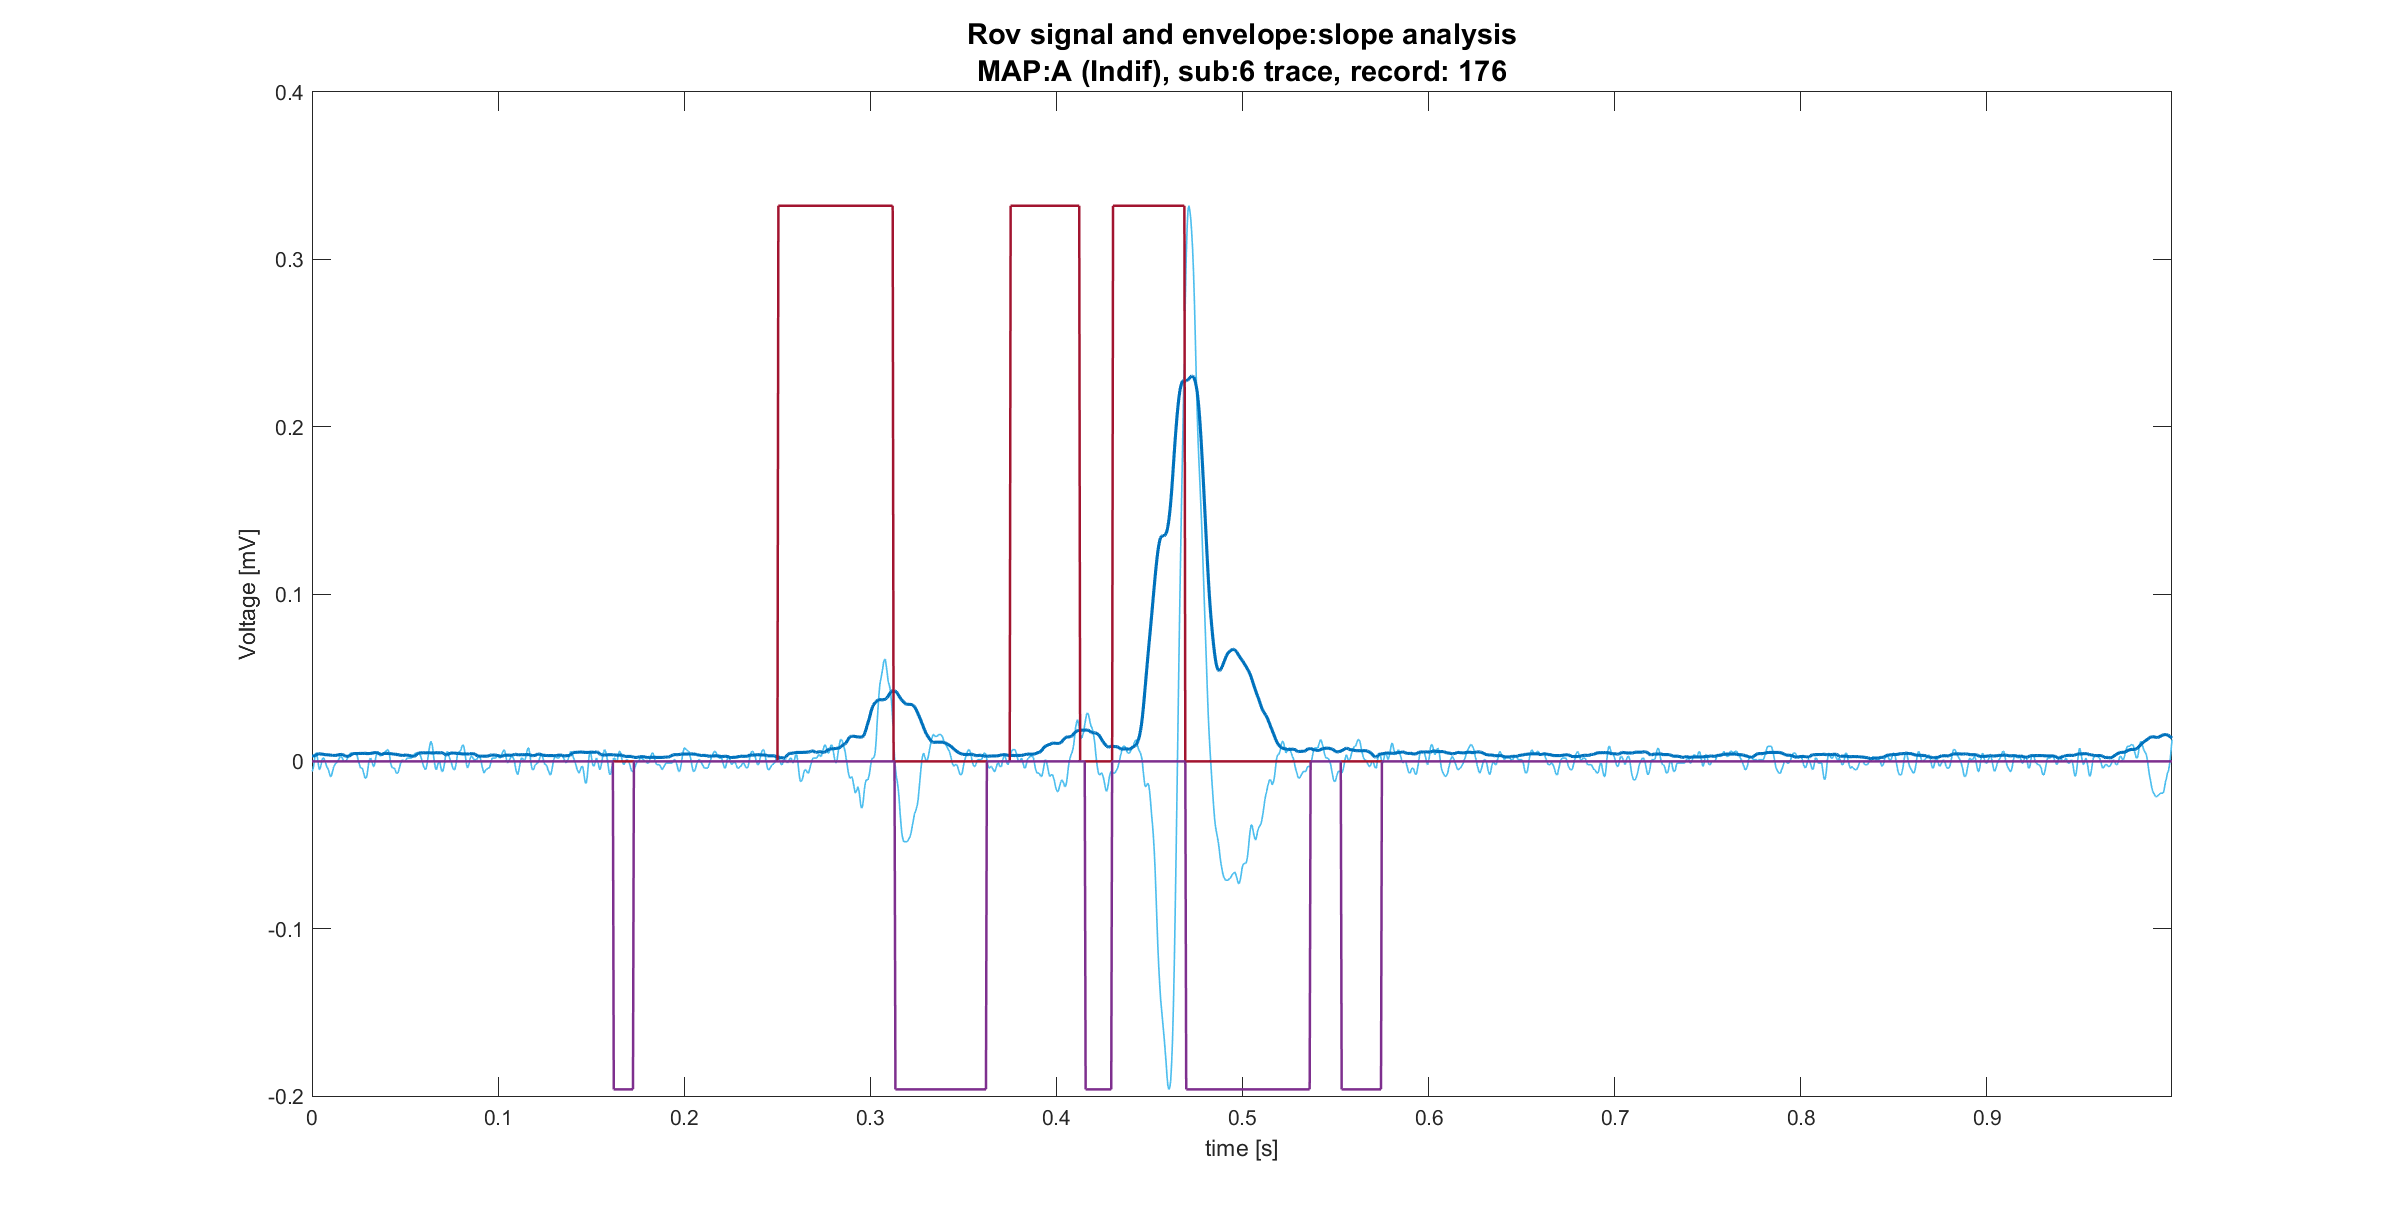 Rov signal and envelope:slope analysis
MAP:A (Indif), sub:6 trace, record: 176
0.4
0.3
0.2
0.1
0
-0.1
-0.2
Voltage [mV]
0 0.1 0.2 0.3 0.4 0.5 0.6 0.7 0.8 0.9
time [s]